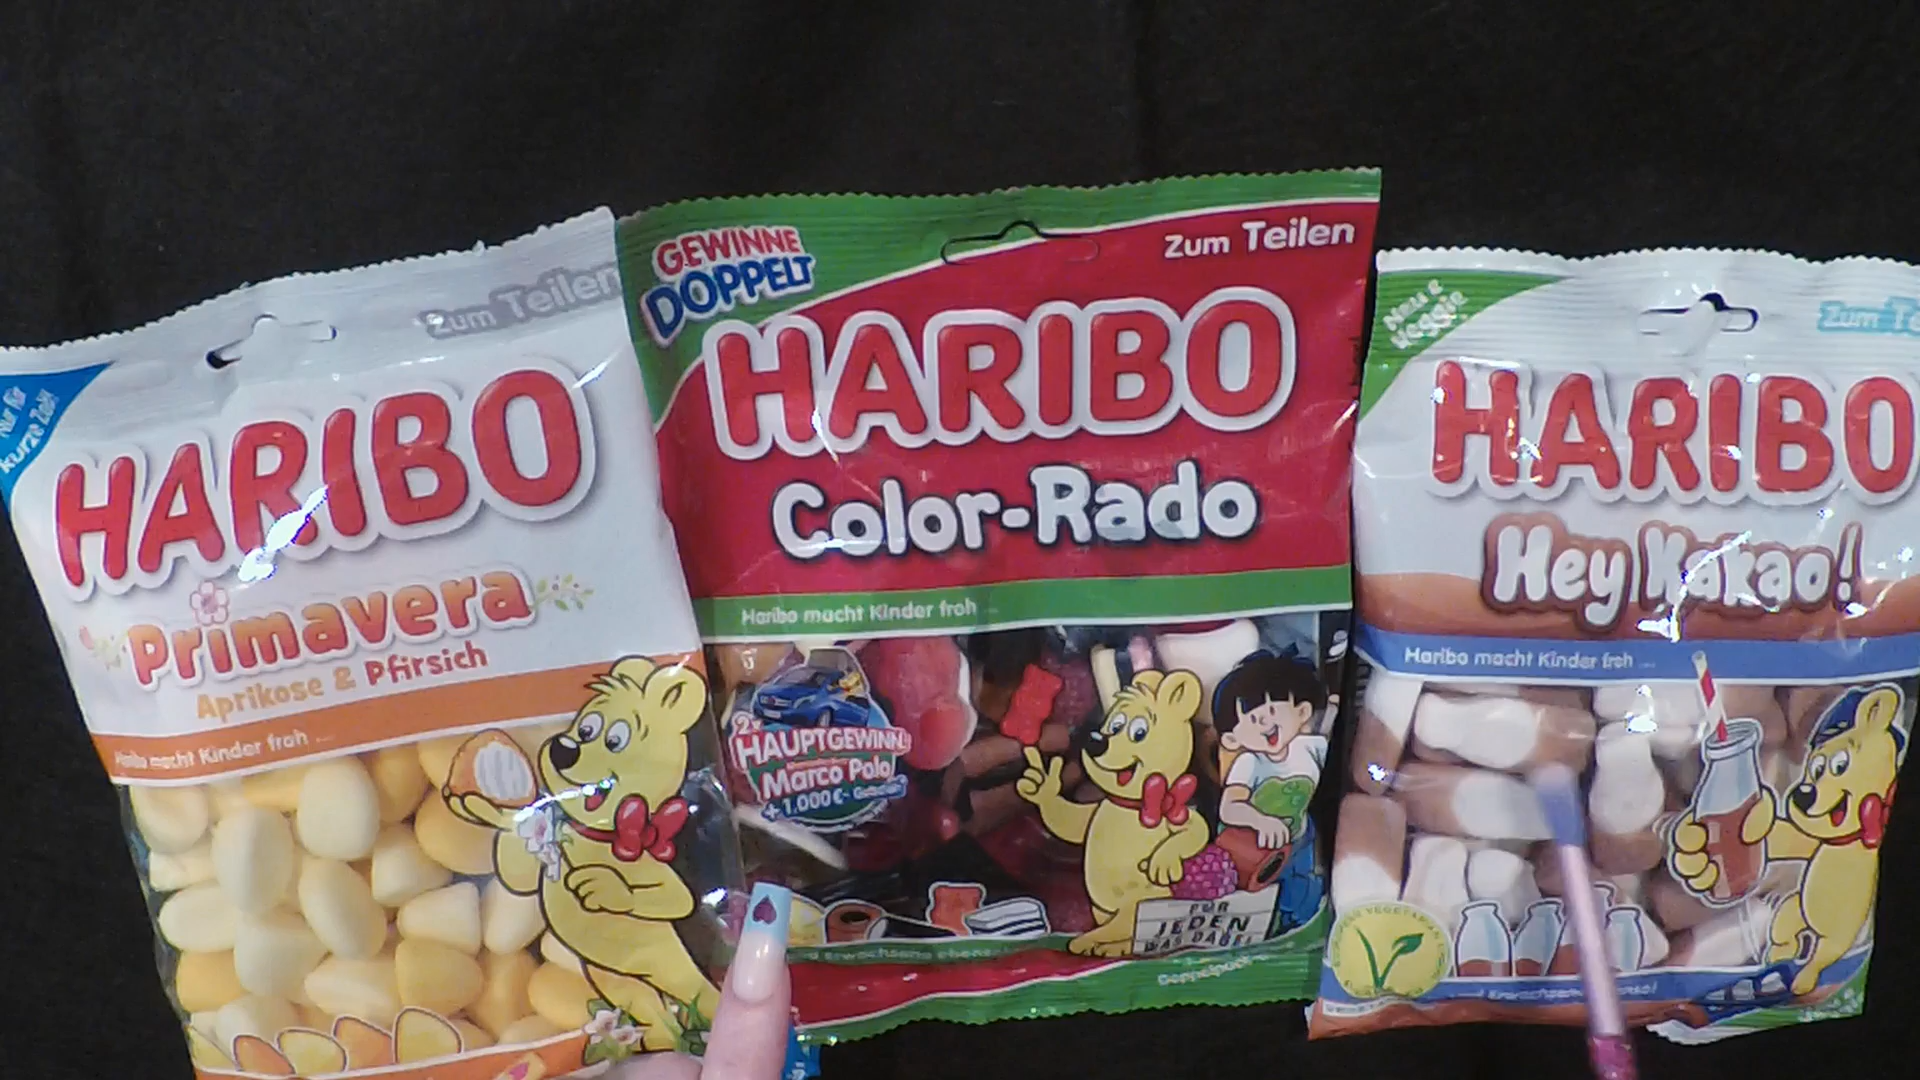 Nur für
kurze Zeit
Zum Teilen
HARIBO
Primavera
Aprikose & Pfirsich
Haribo macht Kinder froh ...
GEWINNE
DOPPELT
Zum Teilen
HARIBO
Color-Rado
Haribo macht Kinder froh ...
2x
HAUPTGEWINN
Marco Polo
+1.000 €-
FÜR
JEDEN
WAS DABEI
Neu &
Veggie
Zum Te
HARIBO
Hey Kakao!
Haribo macht Kinder froh ...
V